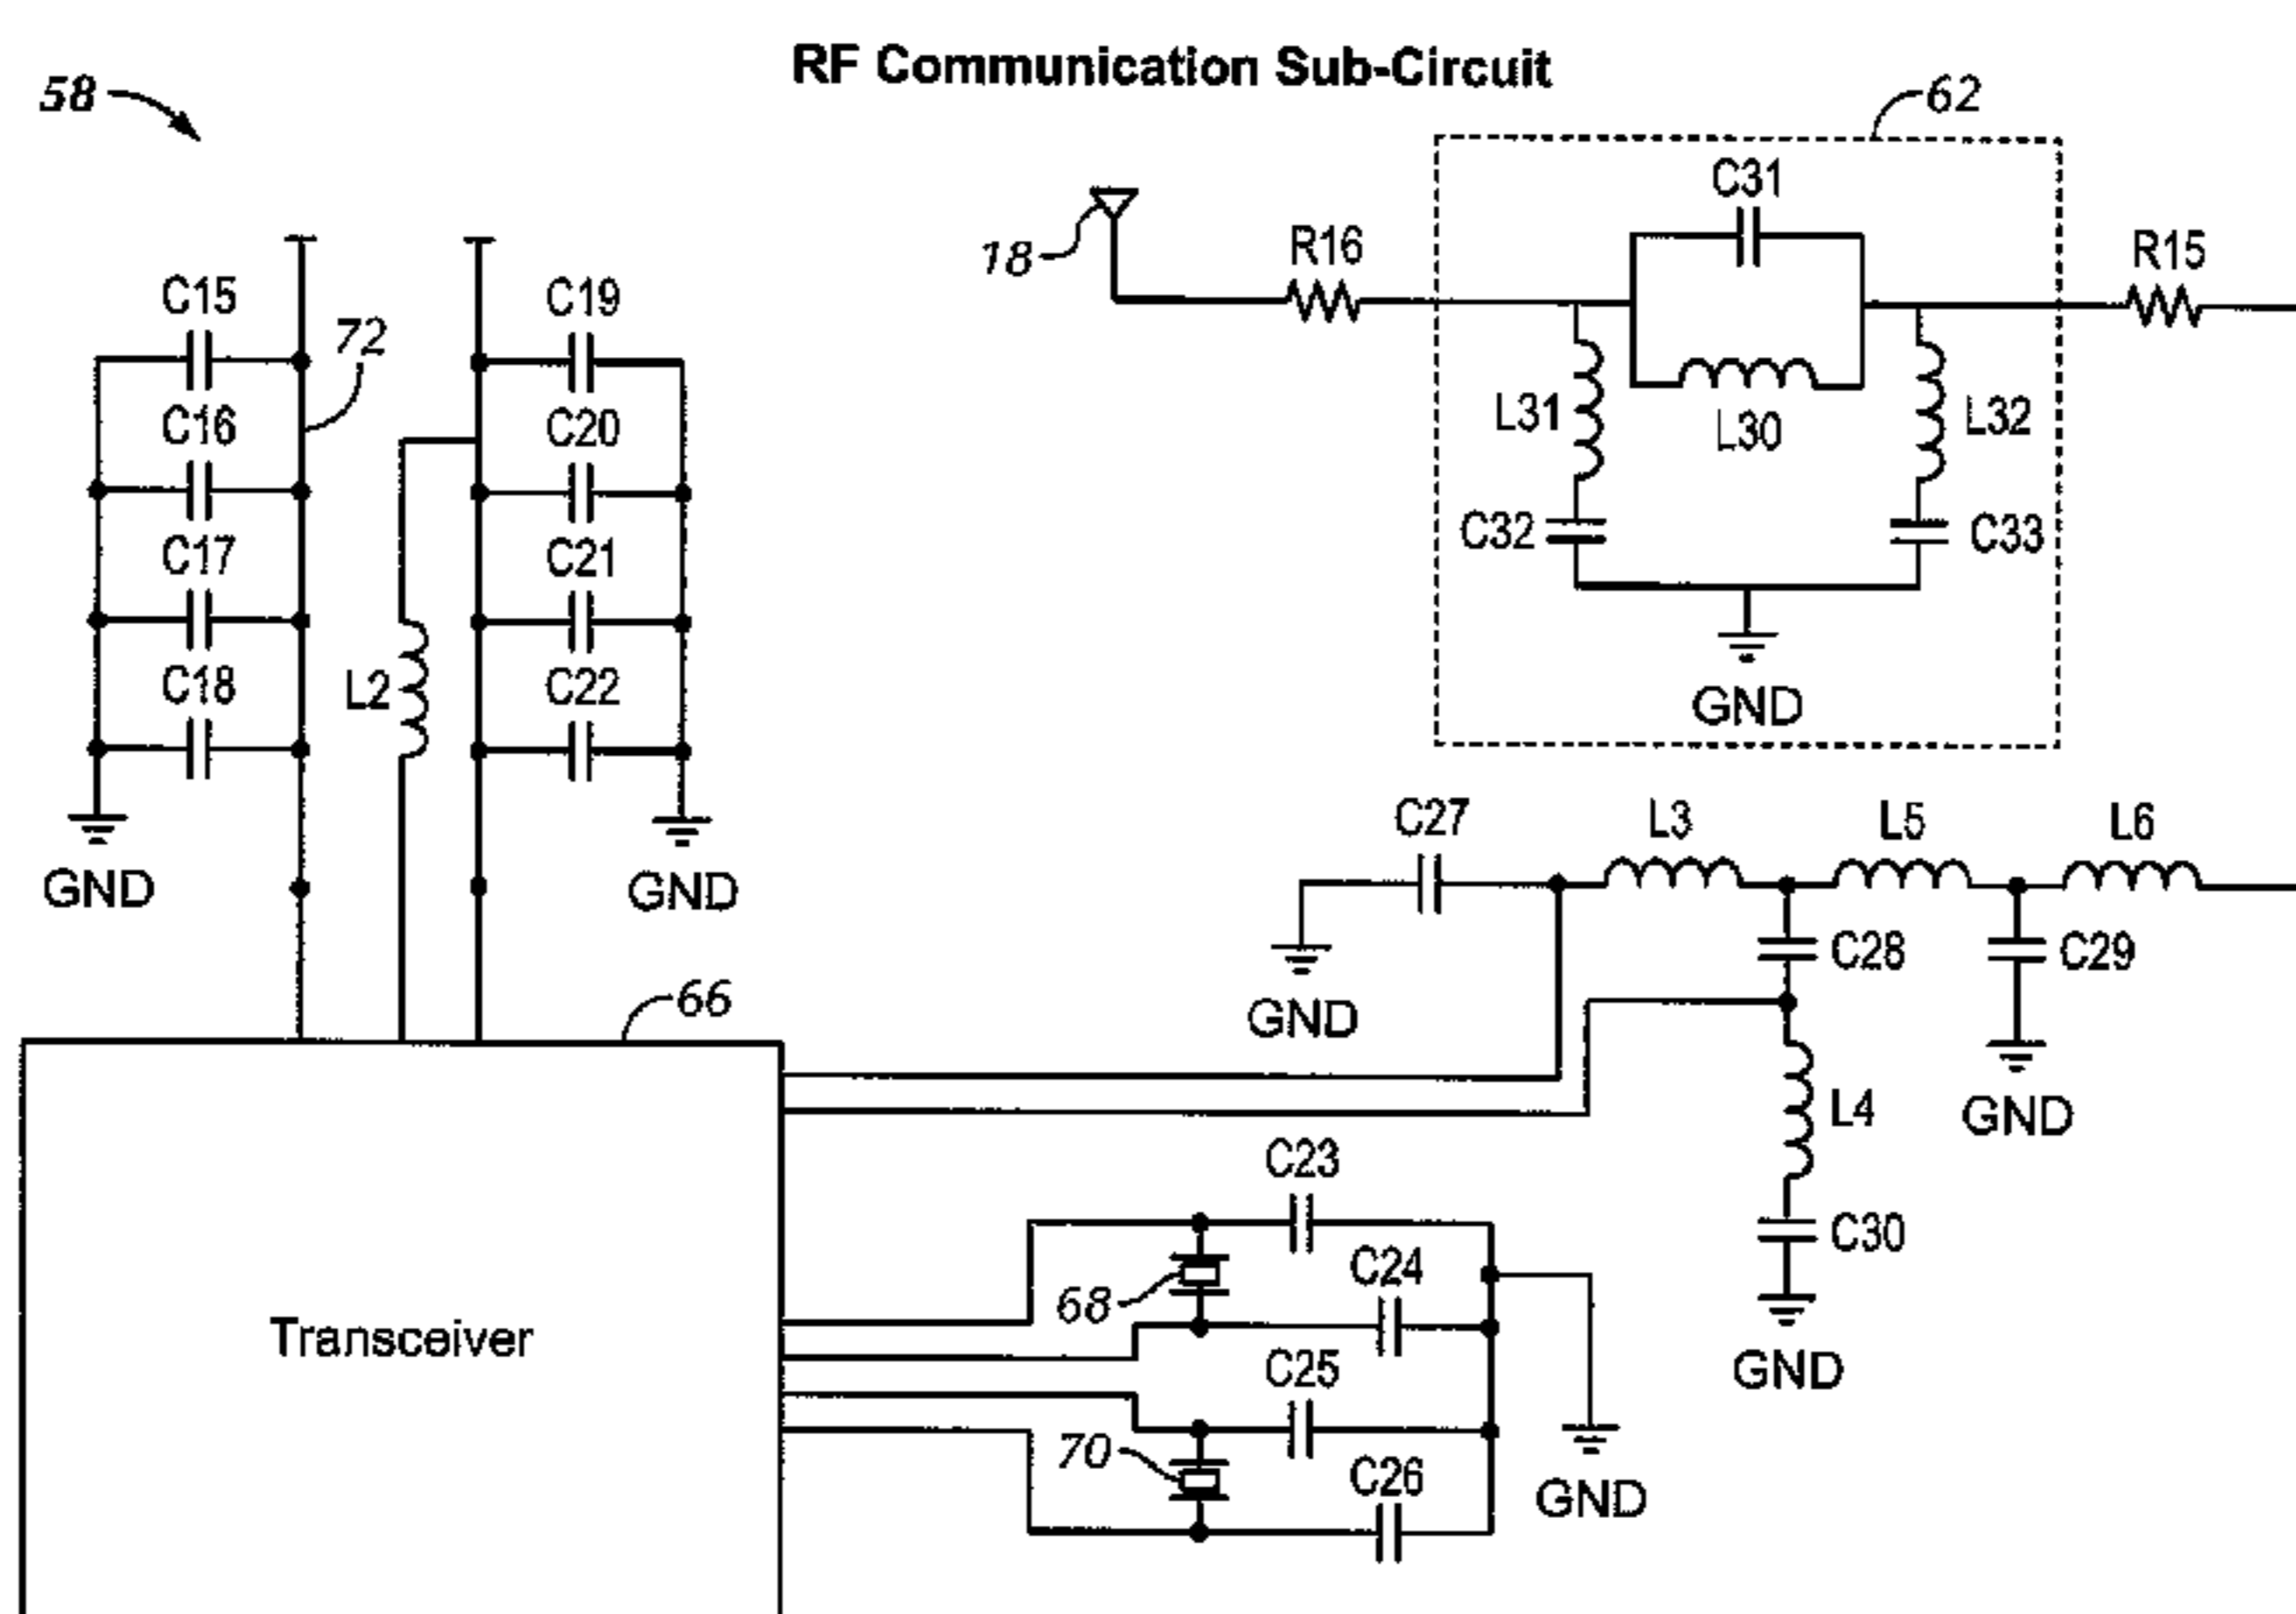 RF Communication Sub-Circuit
58
62
C31
18
R16
R15
C15
C19
72
C16
C20
L31
L30
L32
C17
C21
C32
C33
C18
L2
C22
GND
C27
L3
L5
L6
GND
GND
C28
C29
66
GND
L4
GND
C23
C30
68
C24
Transceiver
C25
GND
70
C26
GND